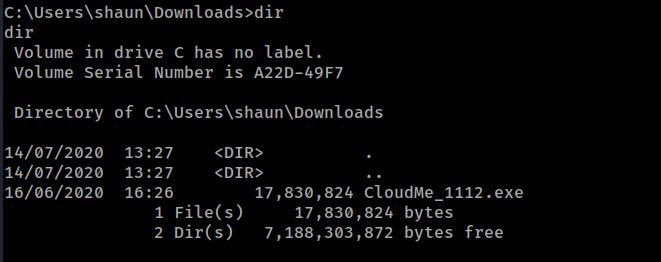 C:\Users\shaun\Downloads>dir
dir
 Volume in drive C has no label.
 Volume Serial Number is A22D-49F7

 Directory of C:\Users\shaun\Downloads

14/07/2020  13:27    <DIR>          .
14/07/2020  13:27    <DIR>          ..
16/06/2020  16:26        17,830,824 CloudMe_1112.exe
               1 File(s)     17,830,824 bytes
               2 Dir(s)   7,188,303,872 bytes free